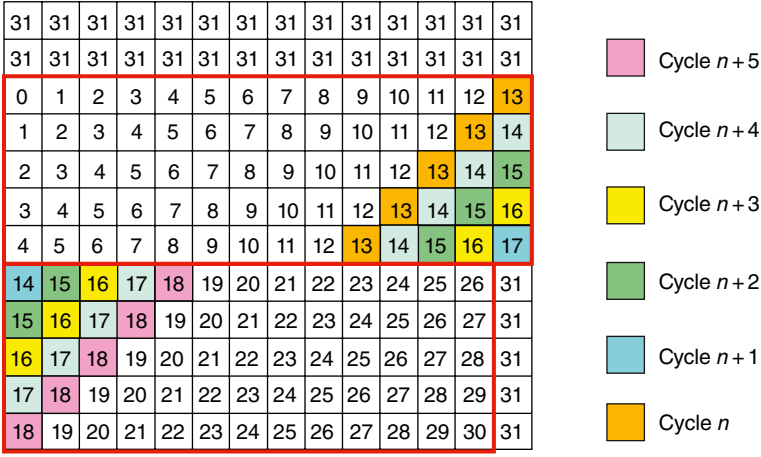 31 31 31 31 31 31 31 31 31 31 31 31 31 31
31 31 31 31 31 31 31 31 31 31 31 31 31 31
0 1 2 3 4 5 6 7 8 9 10 11 12 13
1 2 3 4 5 6 7 8 9 10 11 12 13 14
2 3 4 5 6 7 8 9 10 11 12 13 14 15
3 4 5 6 7 8 9 10 11 12 13 14 15 16
4 5 6 7 8 9 10 11 12 13 14 15 16 17
14 15 16 17 18 19 20 21 22 23 24 25 26 31
15 16 17 18 19 20 21 22 23 24 25 26 27 31
16 17 18 19 20 21 22 23 24 25 26 27 28 31
17 18 19 20 21 22 23 24 25 26 27 28 29 31
18 19 20 21 22 23 24 25 26 27 28 29 30 31
Cycle n + 5
Cycle n + 4
Cycle n + 3
Cycle n + 2
Cycle n + 1
Cycle n